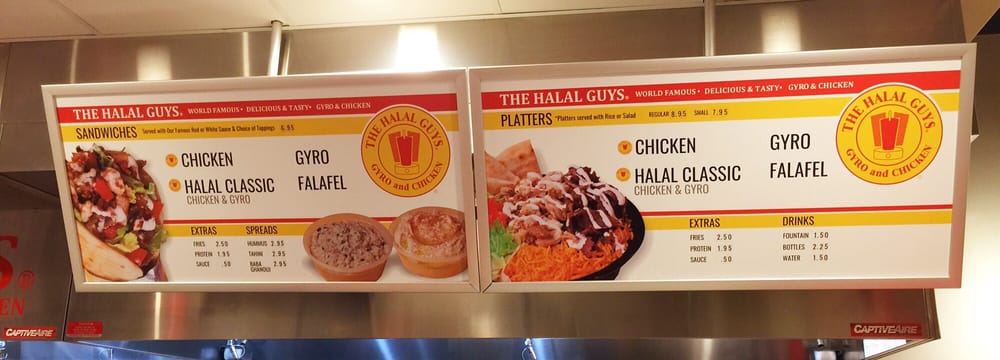 THE HALAL GUYS® WORLD FAMOUS • DELICIOUS & TASTY • GYRO & CHICKEN
SANDWICHES Served with Our Famous Red or White Sauce & Choice of Toppings 6.95
CHICKEN GYRO
HALAL CLASSIC FALAFEL
CHICKEN & GYRO
THE HALAL GUYS®
GYRO and CHICKEN
EXTRAS SPREADS
FRIES 2.50 HUMMUS 2.95
PROTEIN 1.95 TAHINI 2.95
SAUCE .50 BABA GHANOUJ 2.95
THE HALAL GUYS® WORLD FAMOUS • DELICIOUS & TASTY • GYRO & CHICKEN
PLATTERS *Platters served with Rice or Salad REGULAR 8.95 SMALL 7.95
CHICKEN GYRO
HALAL CLASSIC FALAFEL
CHICKEN & GYRO
THE HALAL GUYS®
GYRO and CHICKEN
EXTRAS DRINKS
FRIES 2.50 FOUNTAIN 1.50
PROTEIN 1.95 BOTTLES 2.25
SAUCE .50 WATER 1.50
S®
EN
CAPTIVEAIRE
CAPTIVEAIRE